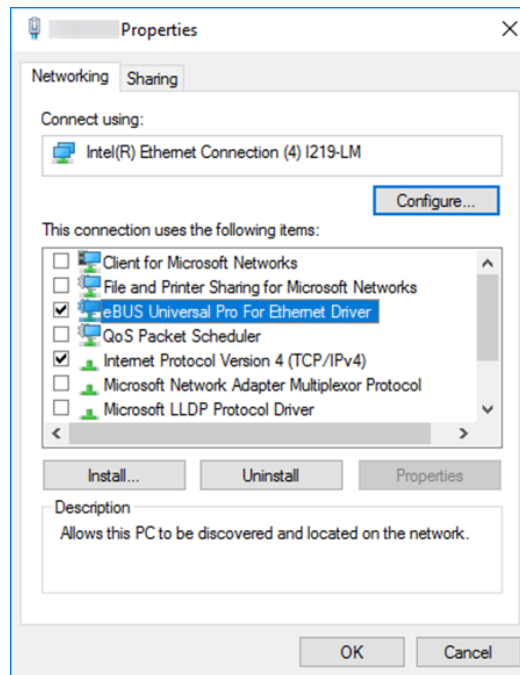 Properties
Networking
Sharing
Connect using:
Intel(R) Ethernet Connection (4) I219-LM
Configure...
This connection uses the following items:
Client for Microsoft Networks
File and Printer Sharing for Microsoft Networks
eBUS Universal Pro For Ethernet Driver
QoS Packet Scheduler
Internet Protocol Version 4 (TCP/IPv4)
Microsoft Network Adapter Multiplexor Protocol
Microsoft LLDP Protocol Driver
Install...
Uninstall
Properties
Description
Allows this PC to be discovered and located on the network.
OK
Cancel